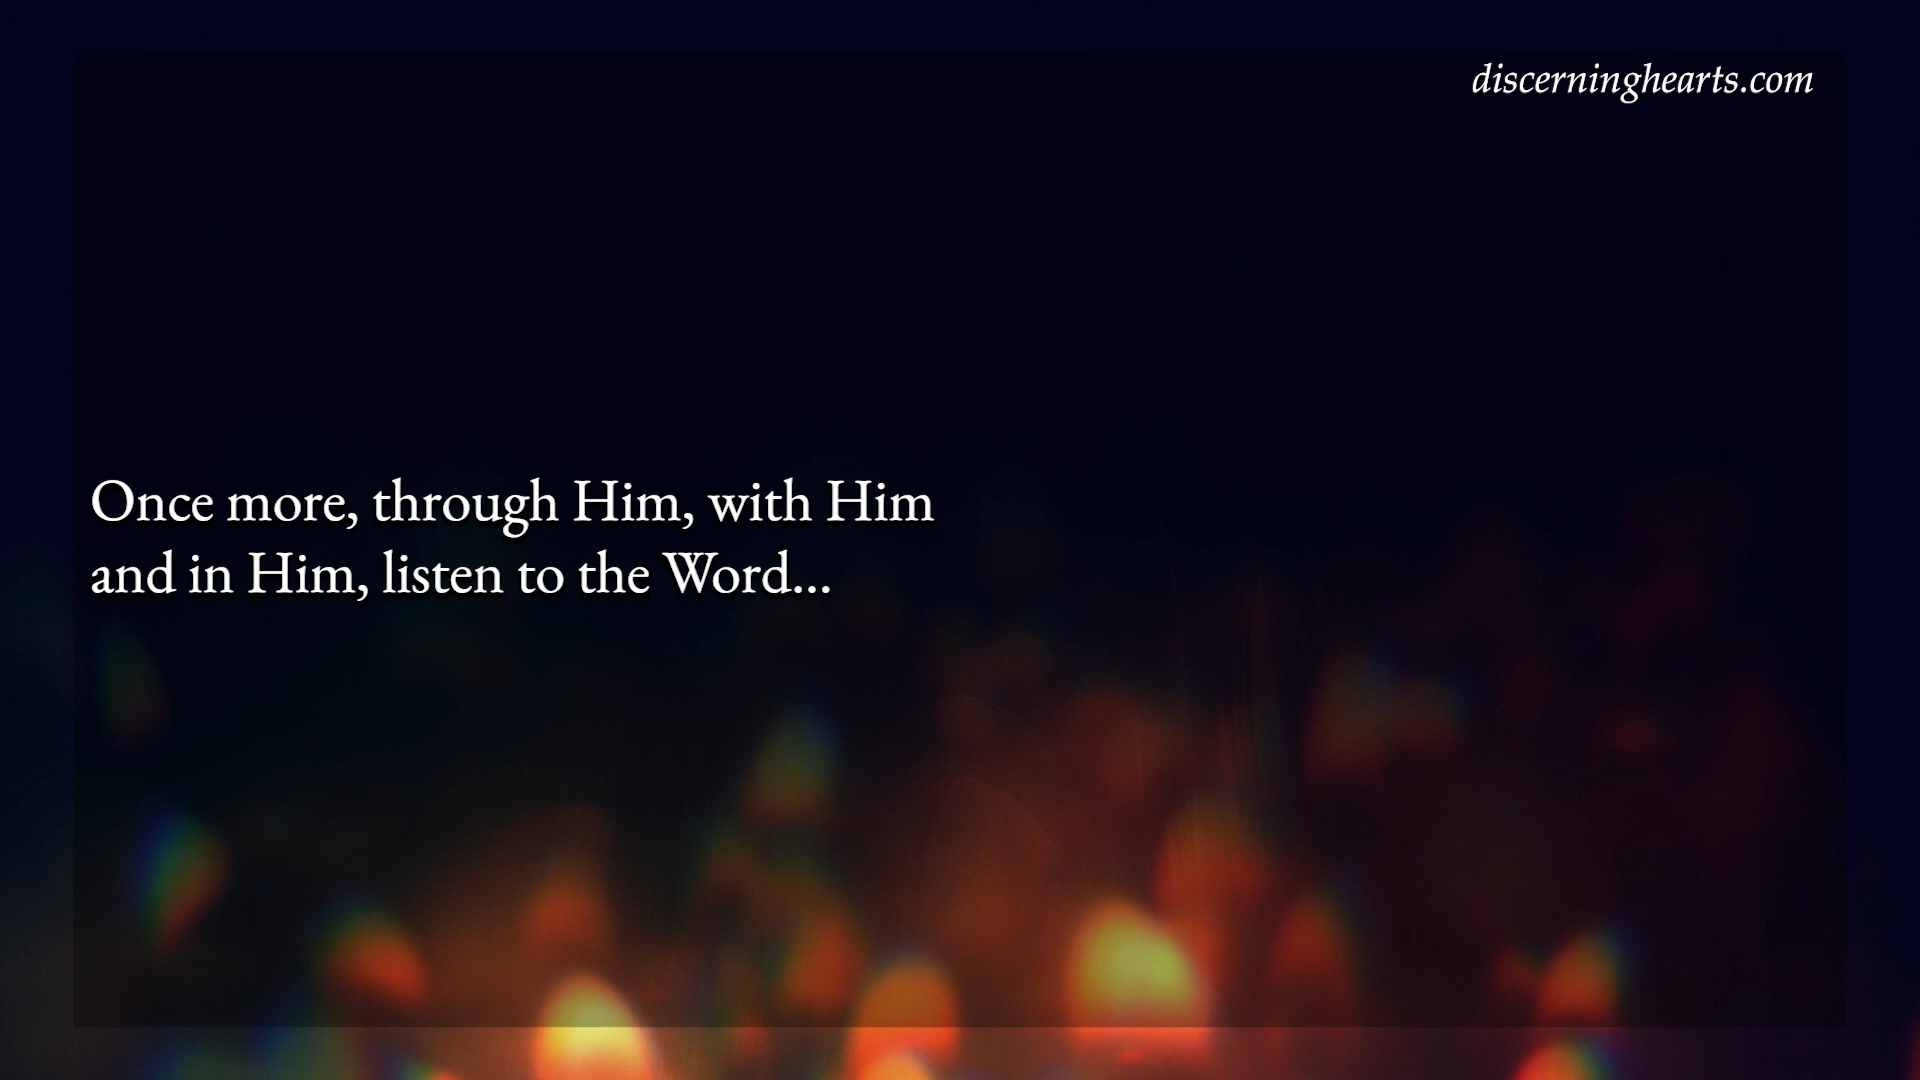 discerninghearts.com
Once more, through Him, with Him
and in Him, listen to the Word...